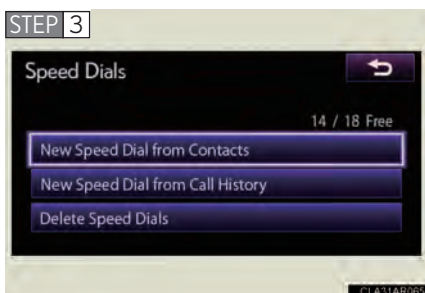 STEP 3
Speed Dials
14 / 18 Free
New Speed Dial from Contacts
New Speed Dial from Call History
Delete Speed Dials
CLA31AR065